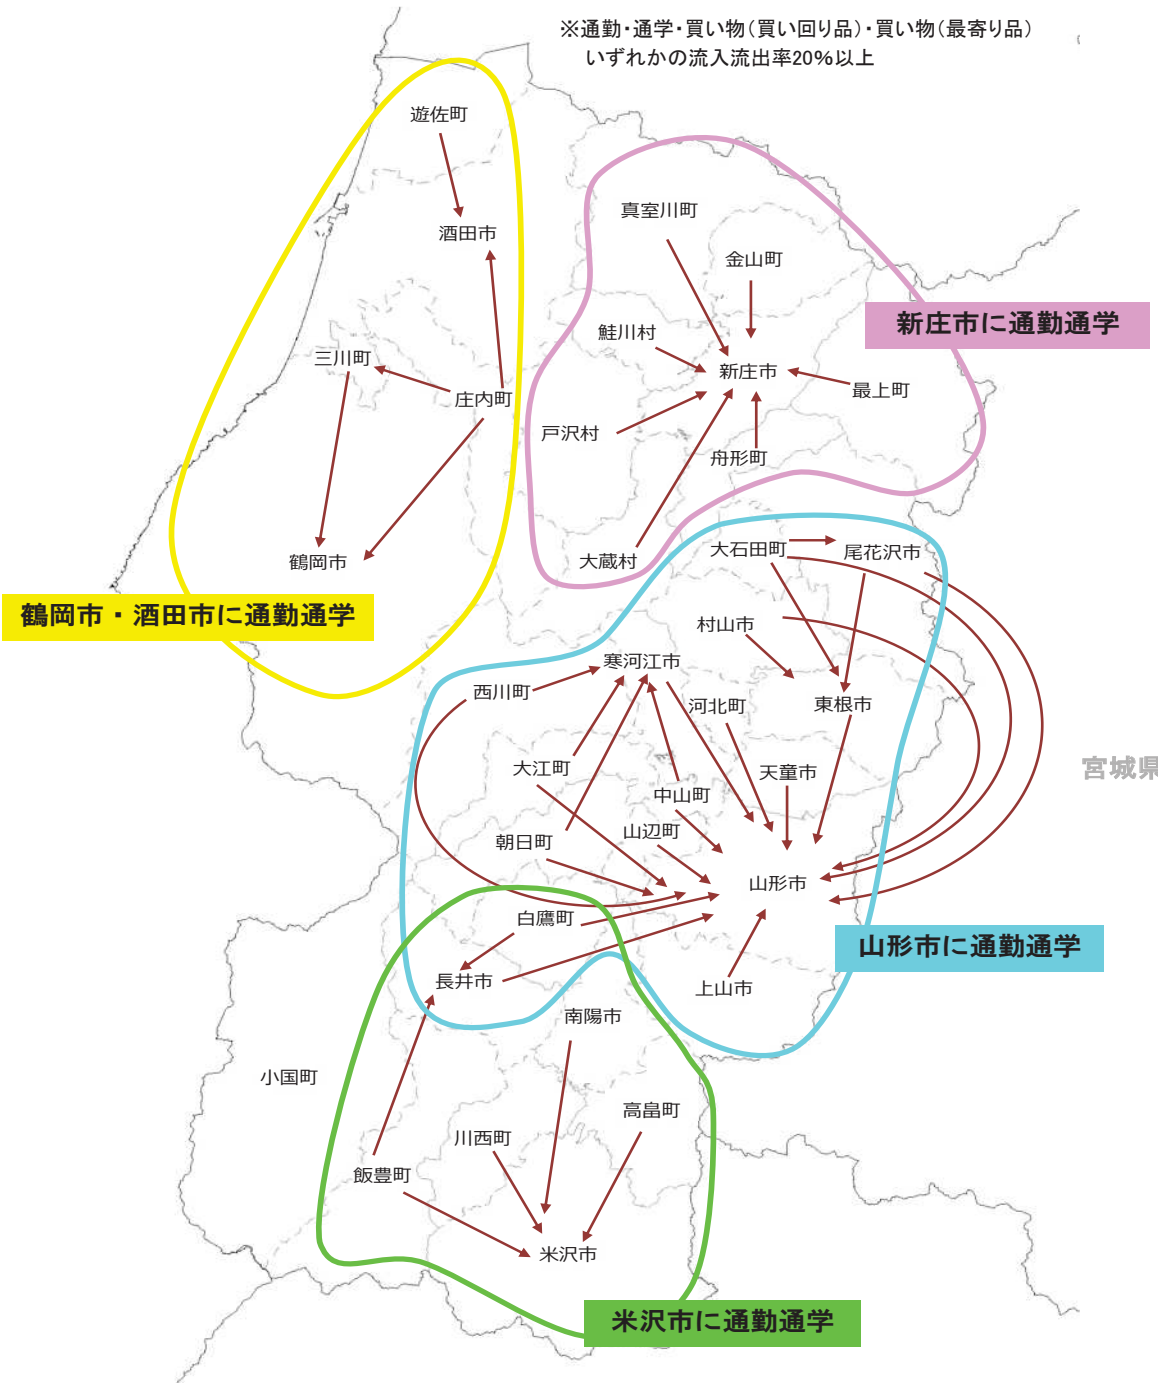 ※通勤・通学・買い物(買い回り品)・買い物(最寄り品)
いずれかの流入流出率20%以上
遊佐町
酒田市
三川町
庄内町
鶴岡市
鶴岡市・酒田市に通勤通学
真室川町
金山町
鮭川村
新庄市
最上町
戸沢村
舟形町
大蔵村
新庄市に通勤通学
大石田町
尾花沢市
村山市
寒河江市
西川町
河北町
東根市
大江町
天童市
中山町
朝日町
山辺町
山形市
白鷹町
長井市
上山市
山形市に通勤通学
宮城県
南陽市
小国町
高畠町
川西町
飯豊町
米沢市
米沢市に通勤通学